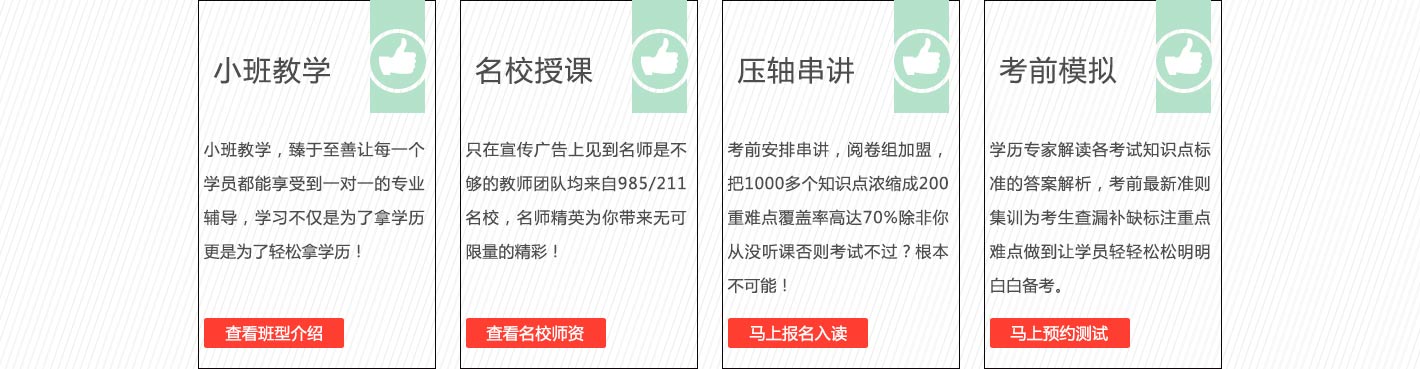 小班教学
小班教学，臻于至善让每一个
学员都能享受到一对一的专业
辅导，学习不仅是为了拿学历
更是为了轻松拿学历！
查看班型介绍
名校授课
只在宣传广告上见到名师是不
够的教师团队均来自985/211
名校，名师精英为你带来无可
限量的精彩！
查看名校师资
压轴串讲
考前安排串讲，阅卷组加盟，
把1000多个知识点浓缩成200
重难点覆盖率高达70%除非你
从没听课否则考试不过？根本
不可能！
马上报名入读
考前模拟
学历专家解读各考试知识点标
准的答案解析，考前最新准则
集训为考生查漏补缺标注重点
难点做到让学员轻轻松松明明
白白备考。
马上预约测试